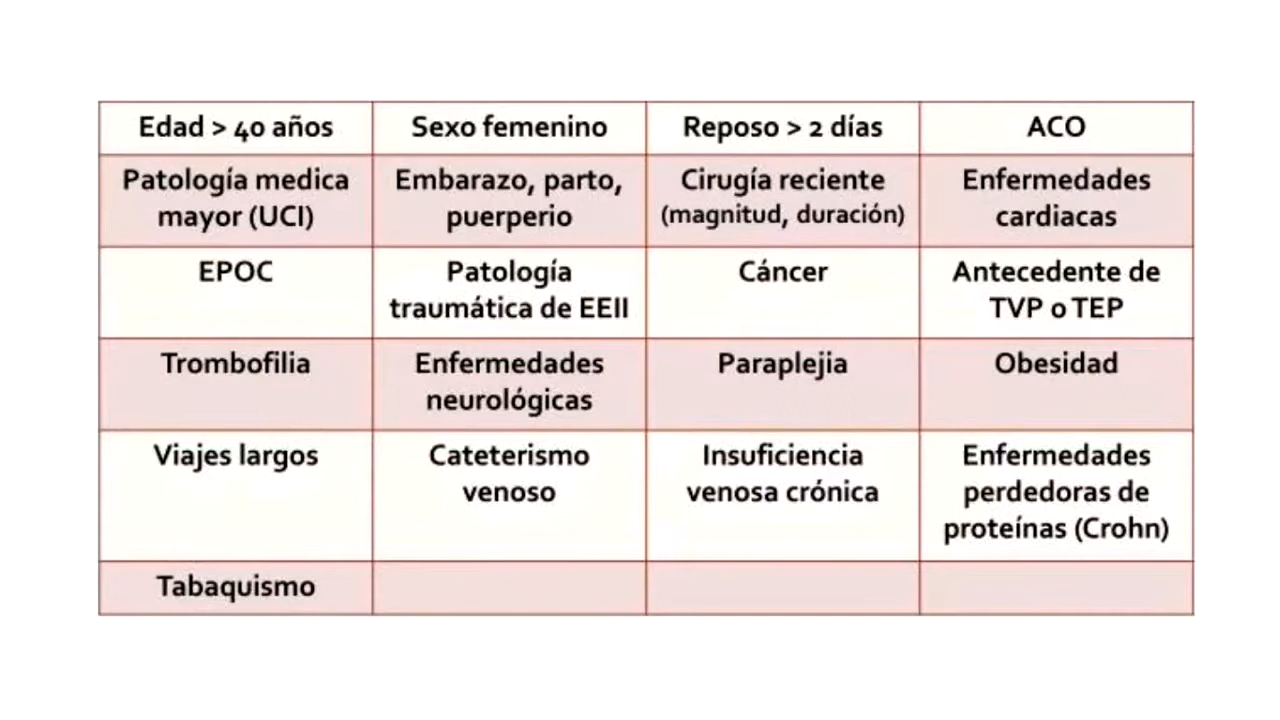 Edad > 40 años
Sexo femenino
Reposo > 2 días
ACO
Patología medica
mayor (UCI)
Embarazo, parto,
puerperio
Cirugía reciente
(magnitud, duración)
Enfermedades
cardiacas
EPOC
Patología
traumática de EEII
Cáncer
Antecedente de
TVP o TEP
Trombofilia
Enfermedades
neurológicas
Paraplejia
Obesidad
Viajes largos
Cateterismo
venoso
Insuficiencia
venosa crónica
Enfermedades
perdedoras de
proteínas (Crohn)
Tabaquismo